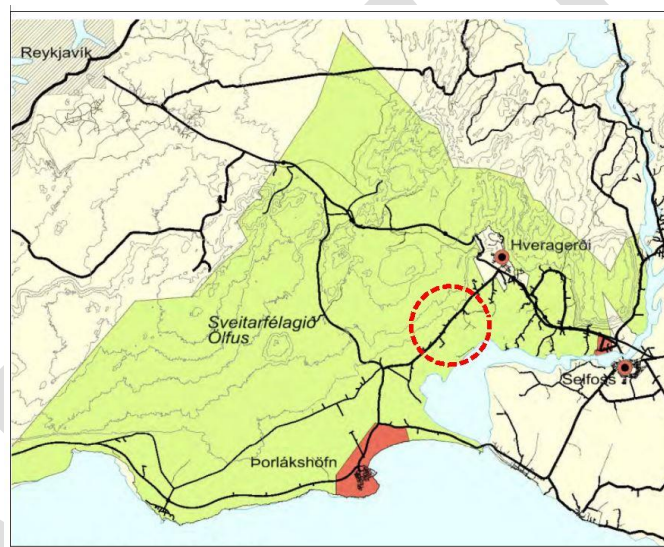 Reykjavík
Hveragerði
Sveitarfélagið
Ölfus
Selfoss
Þorlákshöfn